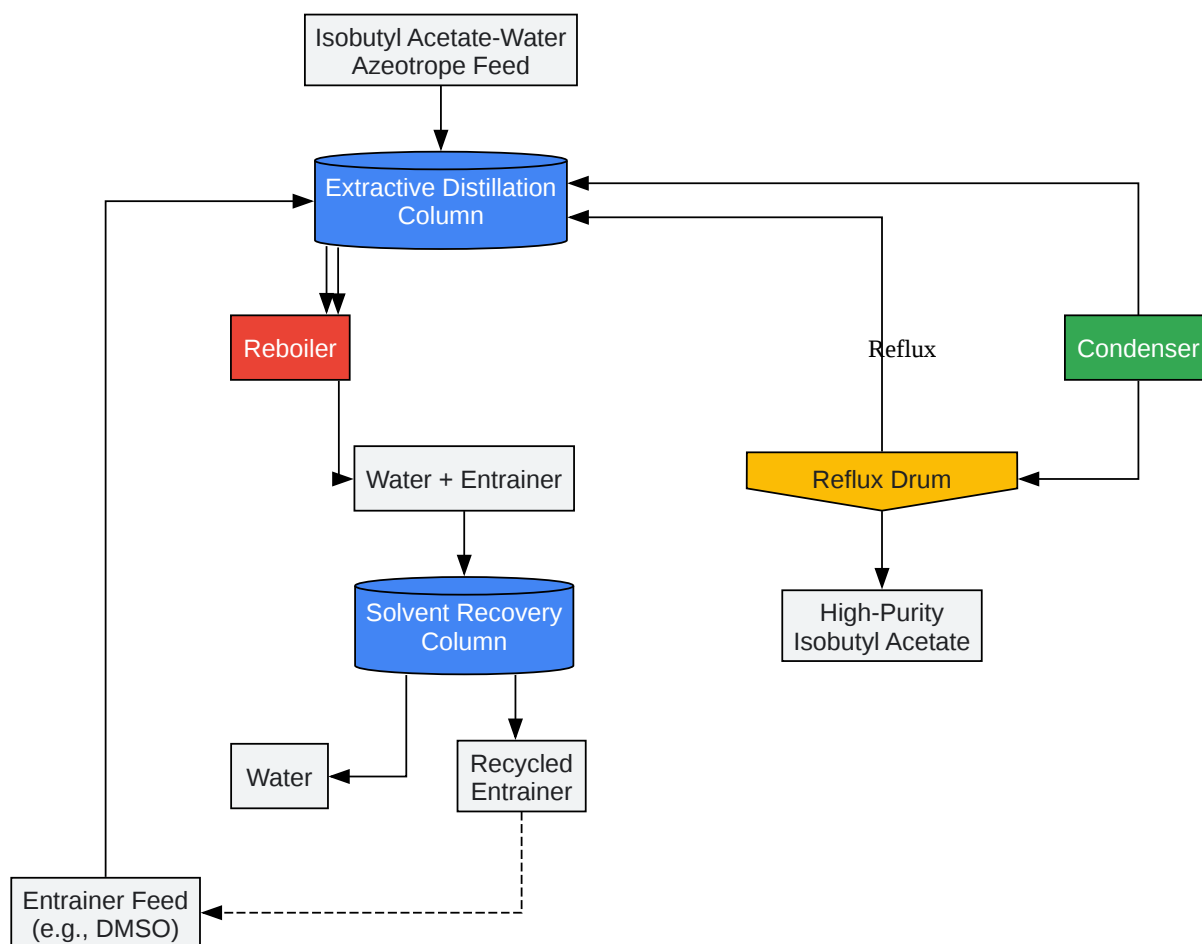 Isobutyl Acetate-Water
Azeotrope Feed
Extractive Distillation
Column
Reboiler
Reflux
Condenser
Water + Entrainer
Reflux Drum
Solvent Recovery
Column
High-Purity
Isobutyl Acetate
Water
Recycled
Entrainer
Entrainer Feed
(e.g., DMSO)